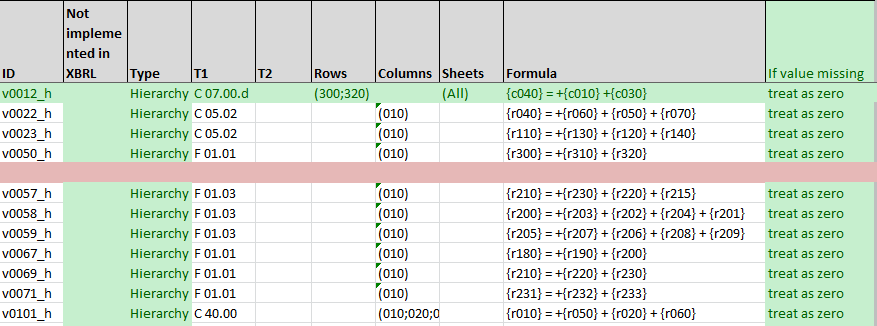 ID Not impleme nted in XBRL Type T1 T2 Rows Columns Sheets Formula If value missing
v0012_h Hierarchy C 07.00.d (300;320) (All) {c040} = +{c010} +{c030} treat as zero
v0022_h Hierarchy C 05.02 (010) {r040} = +{r060} + {r050} + {r070} treat as zero
v0023_h Hierarchy C 05.02 (010) {r110} = +{r130} + {r120} + {r140} treat as zero
v0050_h Hierarchy F 01.01 (010) {r300} = +{r310} + {r320} treat as zero
v0057_h Hierarchy F 01.03 (010) {r210} = +{r230} + {r220} + {r215} treat as zero
v0058_h Hierarchy F 01.03 (010) {r200} = +{r203} + {r202} + {r204} + {r201} treat as zero
v0059_h Hierarchy F 01.03 (010) {r205} = +{r207} + {r206} + {r208} + {r209} treat as zero
v0067_h Hierarchy F 01.01 (010) {r180} = +{r190} + {r200} treat as zero
v0069_h Hierarchy F 01.01 (010) {r210} = +{r220} + {r230} treat as zero
v0071_h Hierarchy F 01.01 (010) {r231} = +{r232} + {r233} treat as zero
v0101_h Hierarchy C 40.00 (010;020;0 {r010} = +{r050} + {r020} + {r060} treat as zero